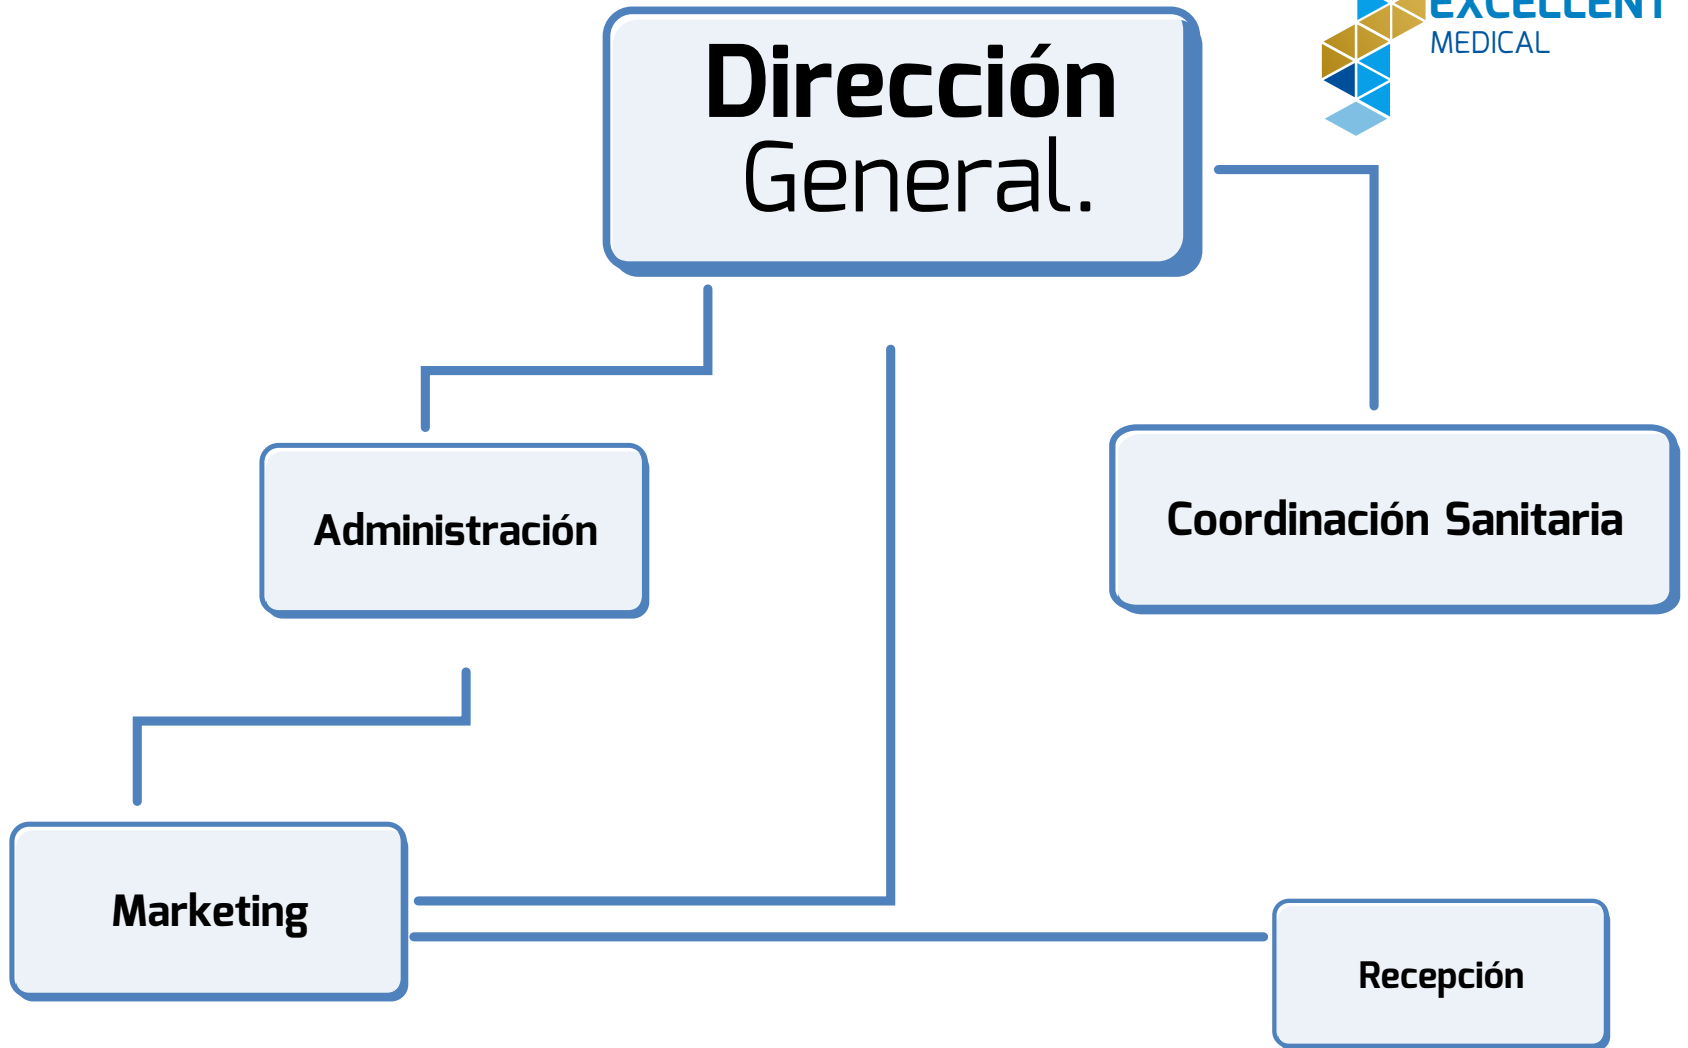 EXCELLENT
MEDICAL
Dirección
General.
Administración
Coordinación Sanitaria
Marketing
Recepción